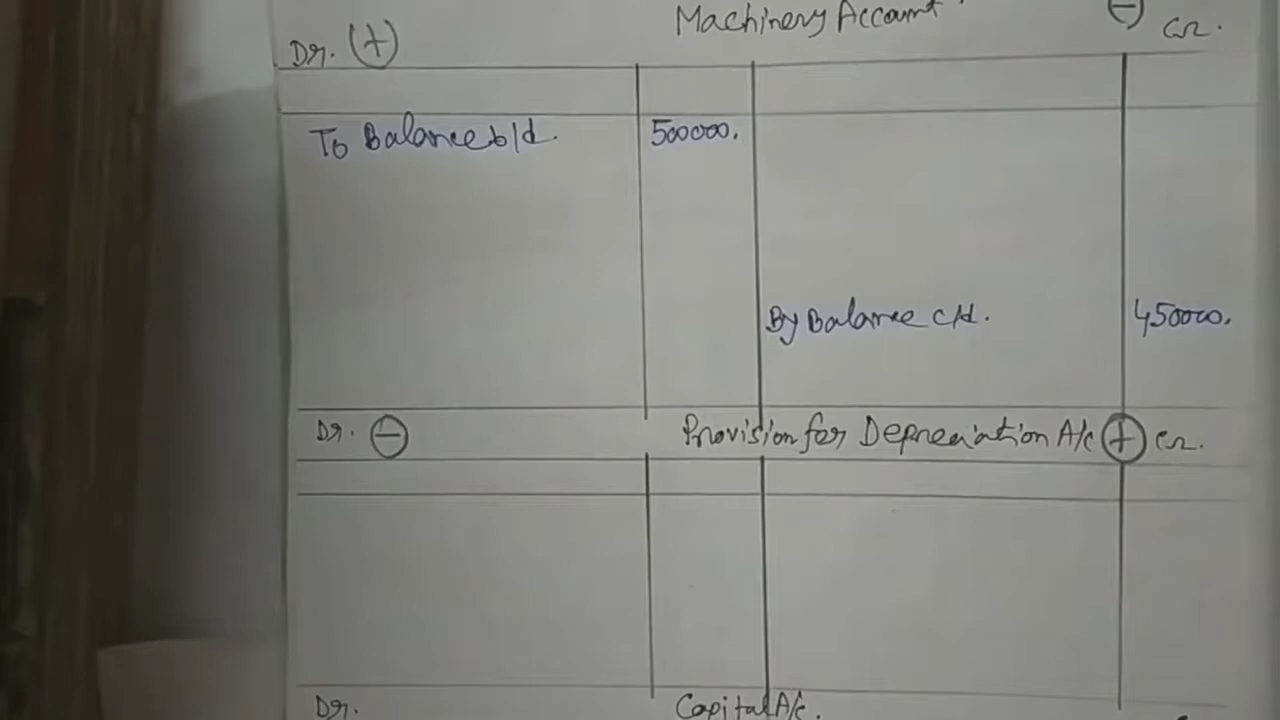 Machinery Account
Dr. (+) (-) Cr.
To Balance b/d. 500000.
By Balance c/d. 450000.
Dr. (-) Provision for Depreciation A/c (+) Cr.
Dr. Capital A/c.